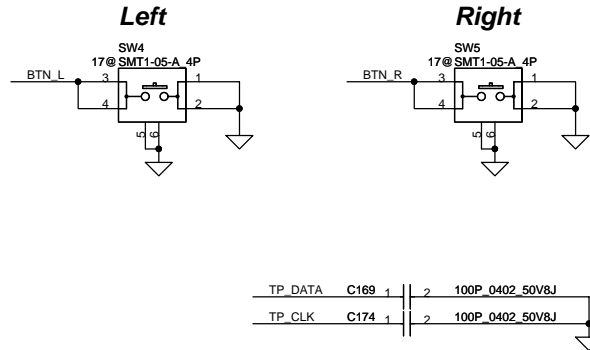 Left Right
SW4 SW5
17@ SMT1-05-A_4P 17@ SMT1-05-A_4P
BTN_L 3 1 BTN_R 3 1
4 2 4 2
5 6 5 6
TP_DATA C169 1 2 100P_0402_50V8J
TP_CLK C174 1 2 100P_0402_50V8J